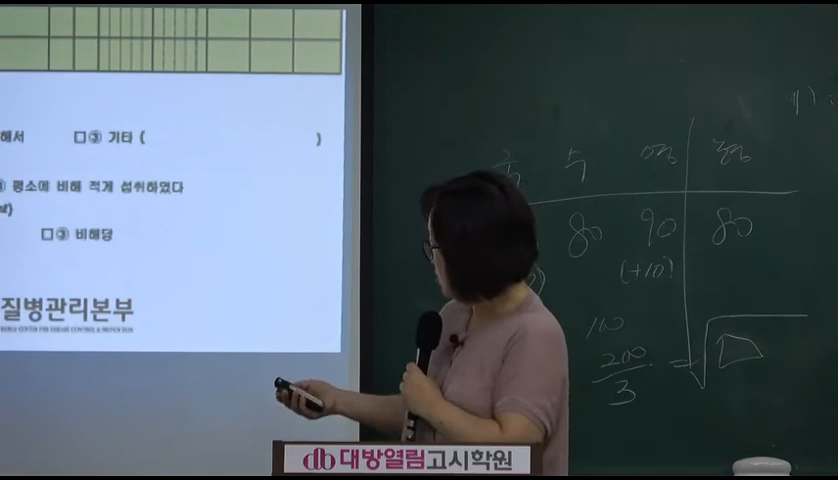 해서 □③ 기타 ( )
평소에 비해 적게 섭취하였다
□③ 비해당
질병관리본부
국 수 영 평
80 90 80
(+10)
100
200
3
대방열림고시학원